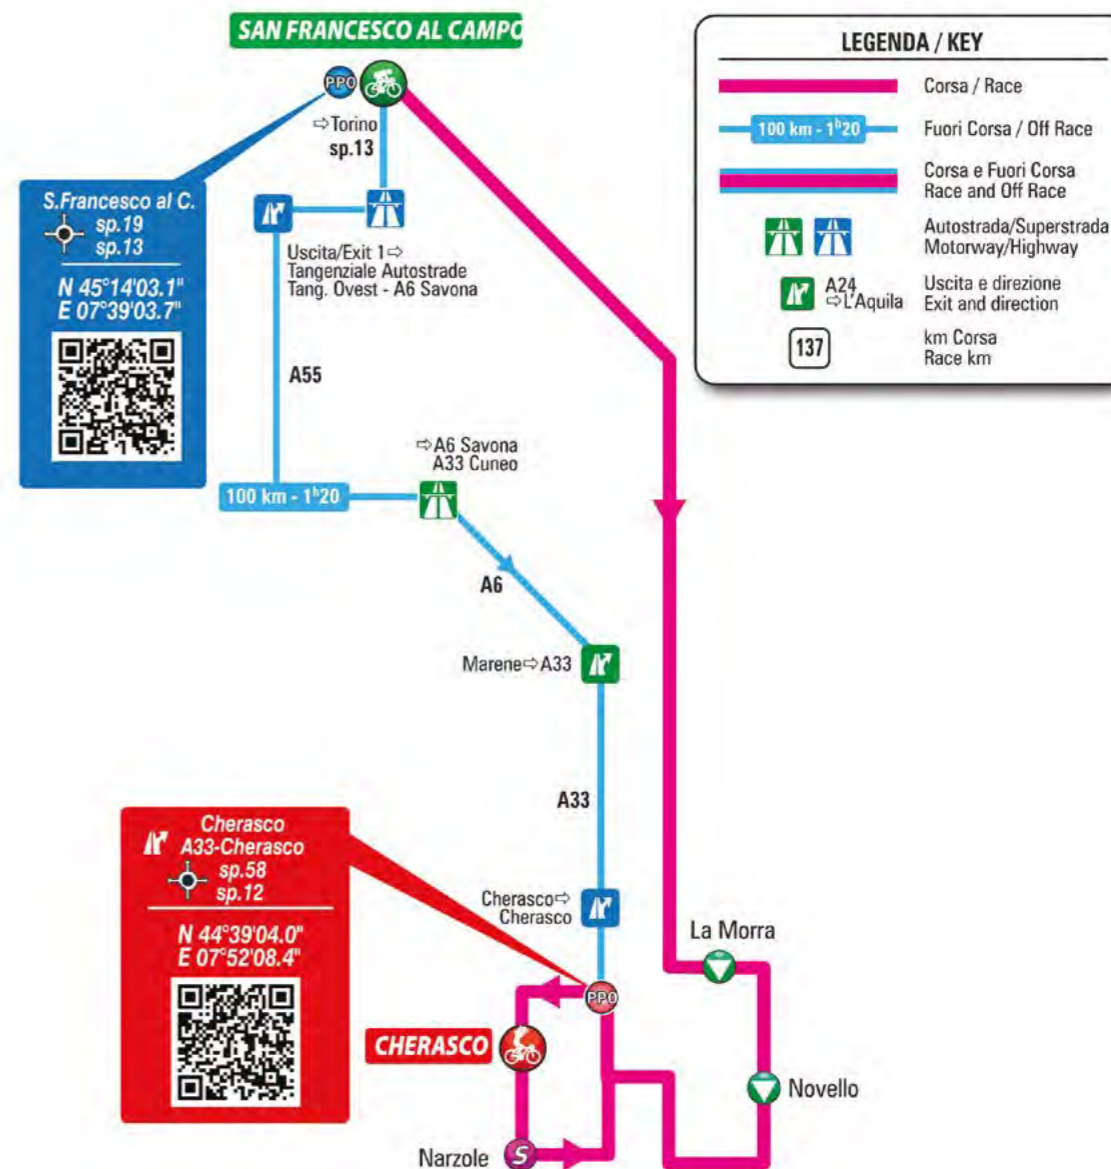 SAN FRANCESCO AL CAMPO
PPO
⇨Torino
sp.13
S.Francesco al C.
sp.19
sp.13
N 45°14'03.1"
E 07°39'03.7"
Uscita/Exit 1⇨
Tangenziale Autostrade
Tang. Ovest - A6 Savona
A55
100 km - 1ʰ20
⇨A6 Savona
A33 Cuneo
A6
Marene⇨A33
A33
LEGENDA / KEY
Corsa / Race
100 km - 1ʰ20
Fuori Corsa / Off Race
Corsa e Fuori Corsa
Race and Off Race
Autostrada/Superstrada
Motorway/Highway
A24
⇨L'Aquila
Uscita e direzione
Exit and direction
137
km Corsa
Race km
Cherasco
A33-Cherasco
sp.58
sp.12
N 44°39'04.0"
E 07°52'08.4"
Cherasco⇨
Cherasco
La Morra
PPO
CHERASCO
Novello
Narzole
S